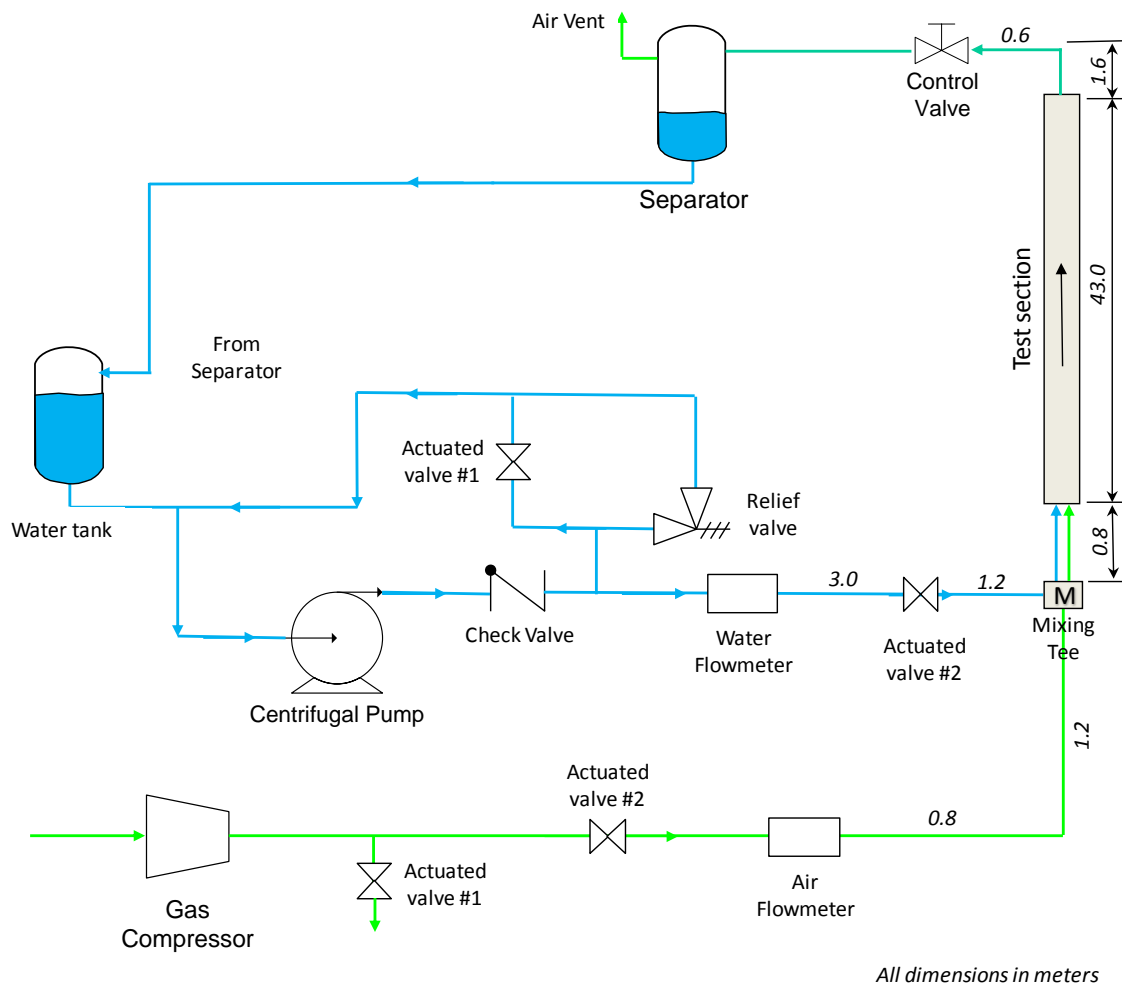 Air Vent
0.6
1.6
Control
Valve
Separator
43.0
Test section
From
Separator
Actuated
valve #1
Relief
valve
Water tank
0.8
3.0
1.2
M
Mixing
Tee
Check Valve
Water
Flowmeter
Actuated
valve #2
Centrifugal Pump
1.2
Actuated
valve #2
0.8
Actuated
valve #1
Air
Flowmeter
Gas
Compressor
All dimensions in meters